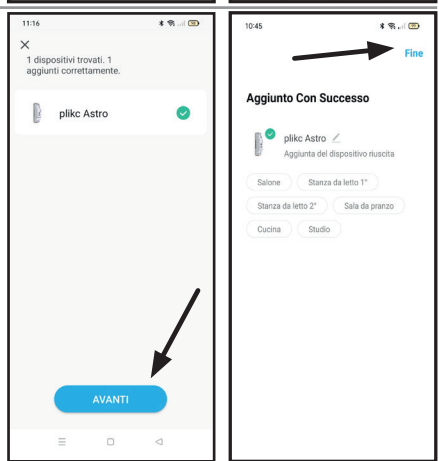 11:16
1 dispositivi trovati. 1
aggiunti correttamente.
plikc Astro
AVANTI
10:45
Fine
Aggiunto Con Successo
plikc Astro
Aggiunta del dispositivo riuscita
Salone
Stanza da letto 1°
Stanza da letto 2°
Sala da pranzo
Cucina
Studio